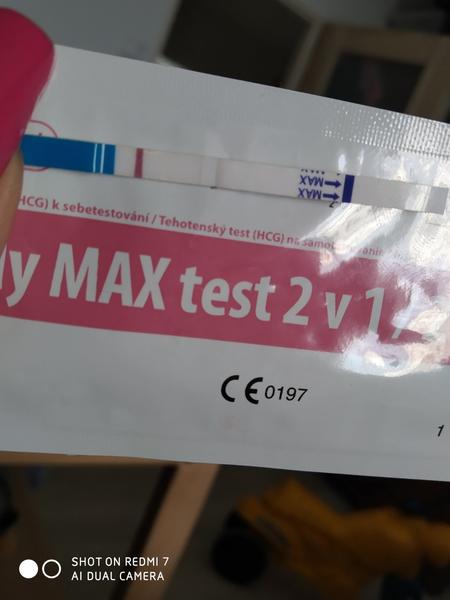 MAX
MAX
HCG) k sebetestování / Tehotenský test (HCG) na samo
ly MAX test 2 v 1
CE 0197
1
SHOT ON REDMI 7
AI DUAL CAMERA